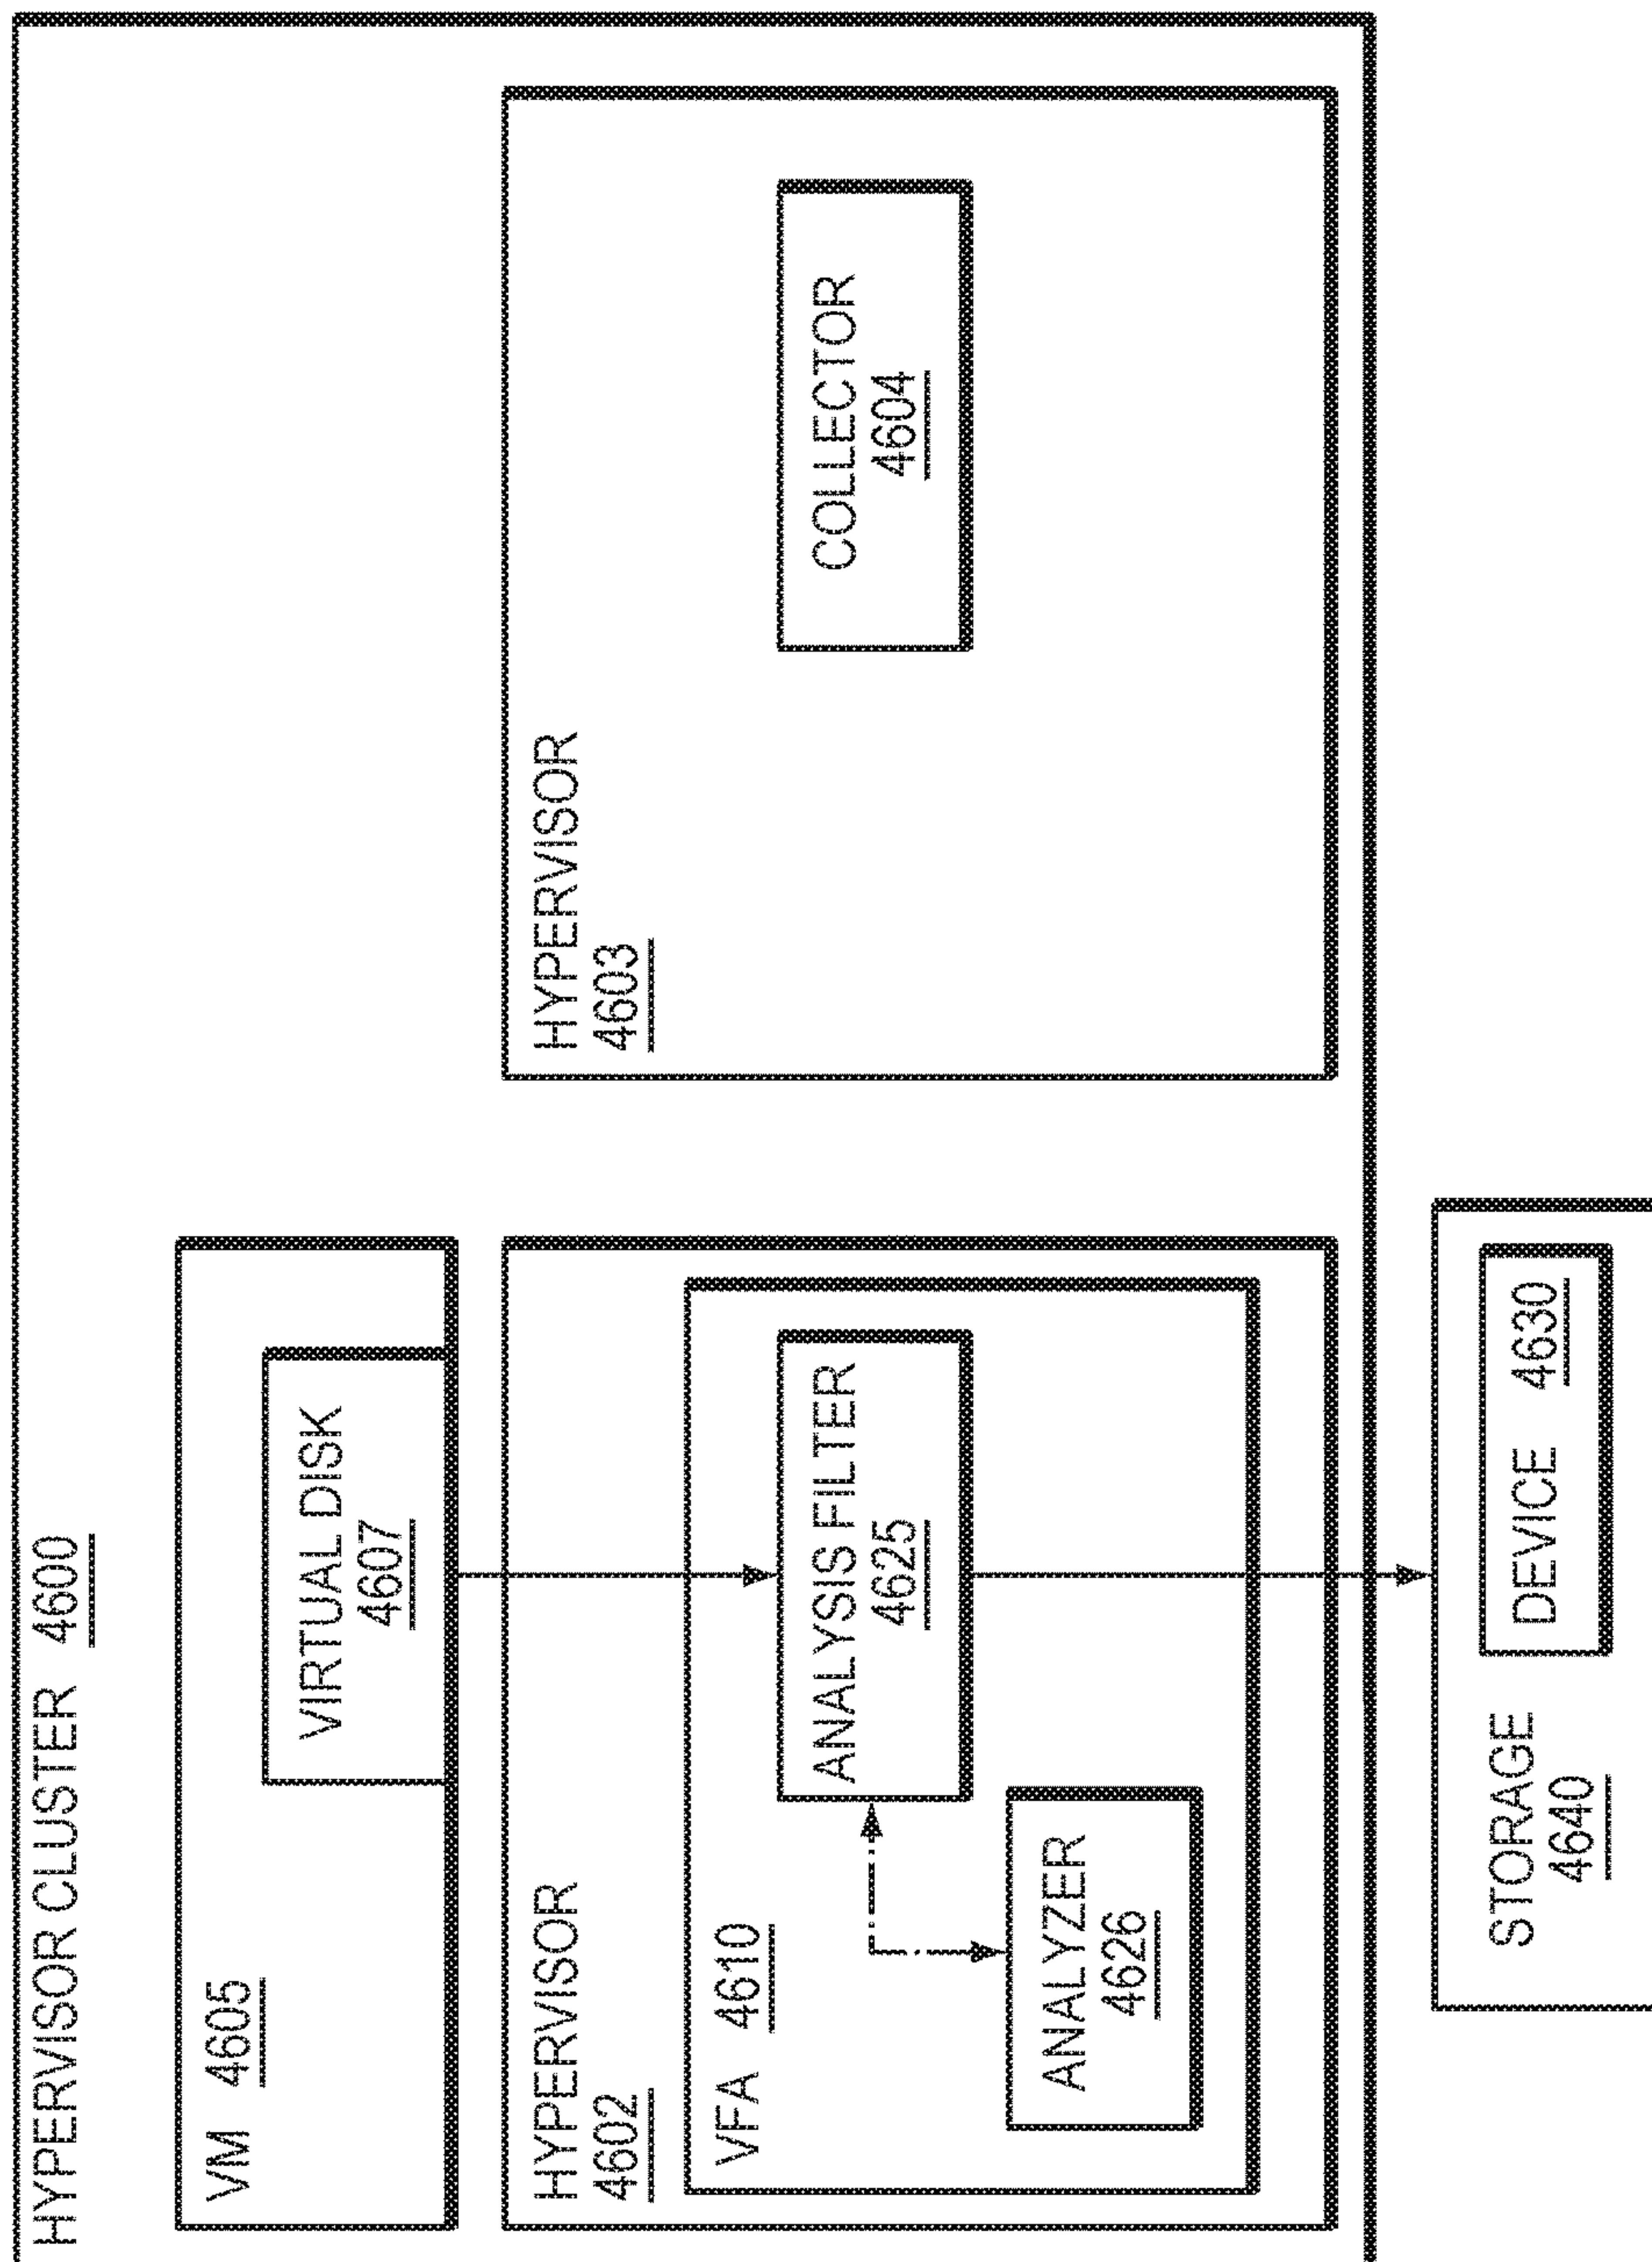 HYPERVISOR CLUSTER 4600
VM 4605
VIRTUAL DISK
4607
HYPERVISOR
4602
VFA 4610
ANALYSIS FILTER
4625
ANALYZER
4626
HYPERVISOR
4603
COLLECTOR
4604
STORAGE
4640
DEVICE 4630